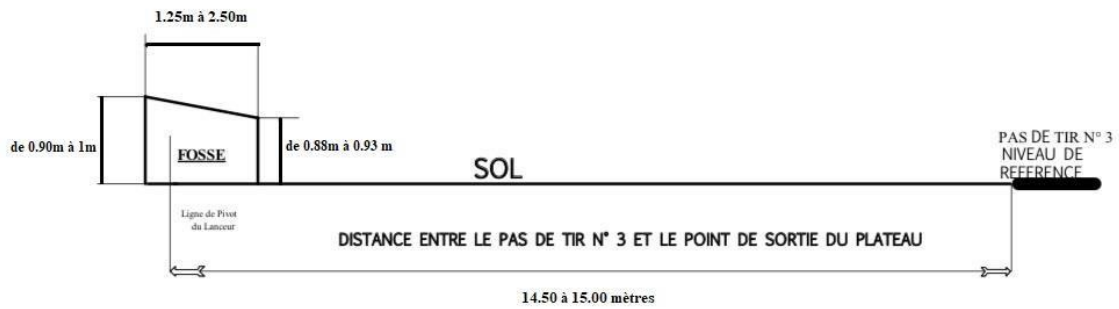 1.25m à 2.50m
de 0.90m à 1m
FOSSE
de 0.88m à 0.93 m
SOL
PAS DE TIR N° 3
NIVEAU DE
REFERENCE
Ligne de Pivot
du Lanceur
DISTANCE ENTRE LE PAS DE TIR N° 3 ET LE POINT DE SORTIE DU PLATEAU
14.50 à 15.00 mètres